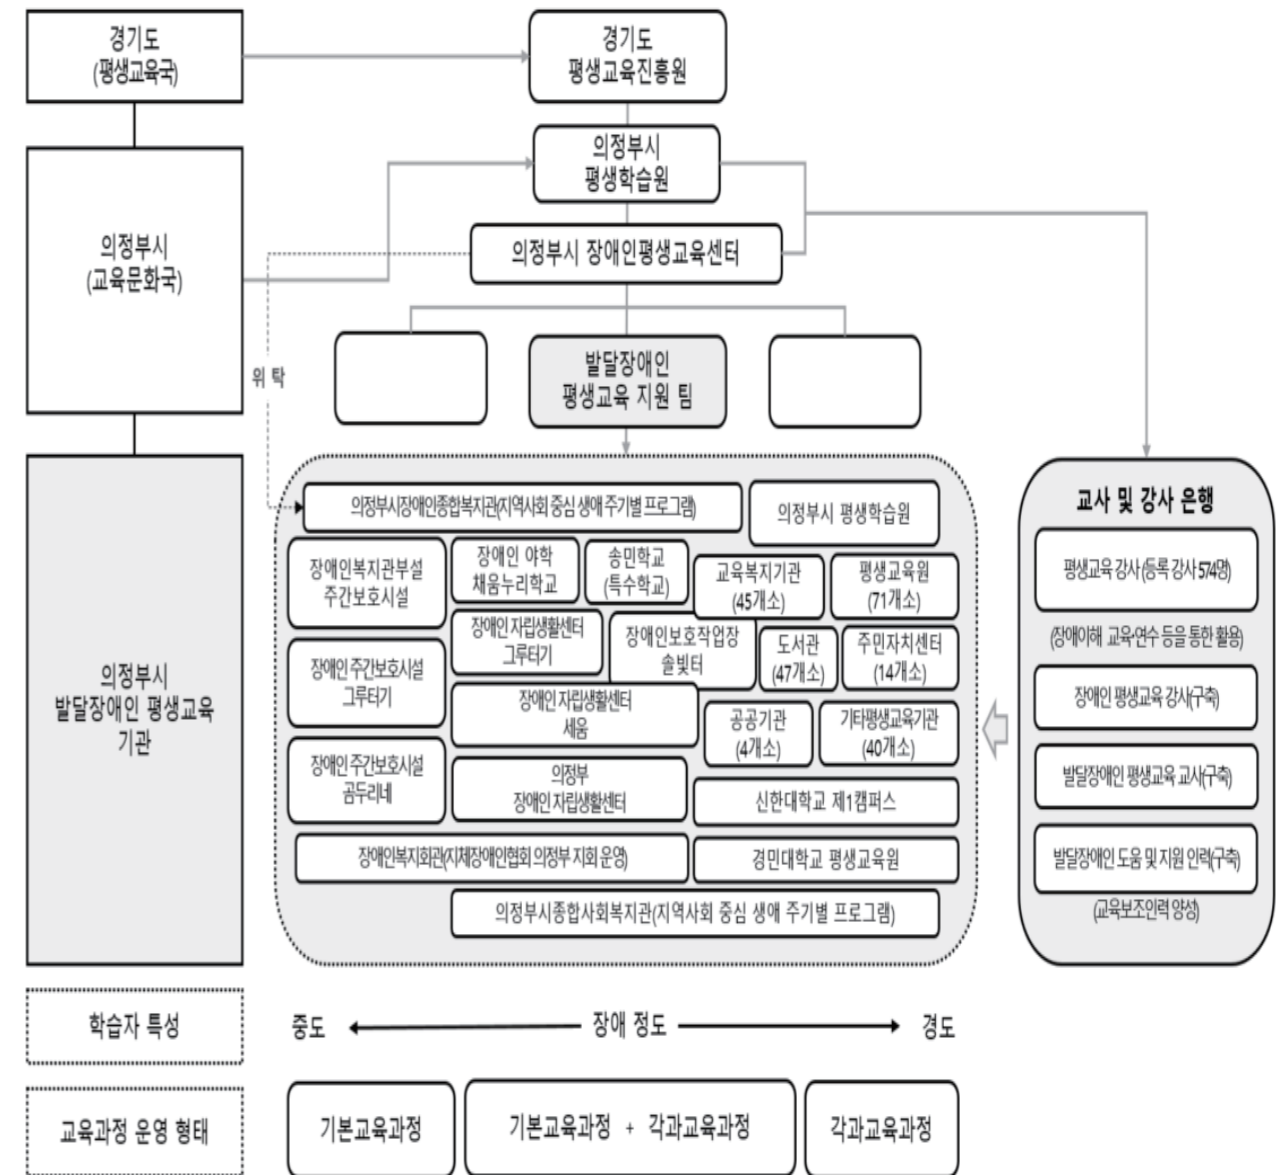 경기도
(평생교육국)
경기도
평생교육진흥원
의정부시
평생학습원
의정부시
(교육문화국)
의정부시 장애인평생교육센터
위 탁
발달장애인
평생교육 지원 팀
의정부시
발달장애인 평생교육
기관
의정부시장애인종합복지관(지역사회 중심 생애 주기별 프로그램)
의정부시 평생학습원
장애인복지관부설
주간보호시설
장애인 야학
채움누리학교
송민학교
(특수학교)
교육복지기관
(45개소)
평생교육원
(71개소)
장애인 자립생활센터
그루터기
장애인보호작업장
솔빛터
도서관
(47개소)
주민자치센터
(14개소)
장애인 주간보호시설
그루터기
장애인 자립생활센터
세움
공공기관
(4개소)
기타평생교육기관
(40개소)
장애인 주간보호시설
곰두리네
의정부
장애인 자립생활센터
신한대학교 제1캠퍼스
장애인복지회관(지체장애인협회 의정부 지회 운영)
경민대학교 평생교육원
의정부시종합사회복지관(지역사회 중심 생애 주기별 프로그램)
교사 및 강사 은행
평생교육 강사(등록 강사 574명)
(장애이해 교육·연수 등을 통한 활용)
장애인 평생교육 강사(구축)
발달장애인 평생교육 교사(구축)
발달장애인 도움 및 지원 인력(구축)
(교육보조인력 양성)
학습자 특성
중도
장애 정도
경도
교육과정 운영 형태
기본교육과정
기본교육과정 + 각과교육과정
각과교육과정